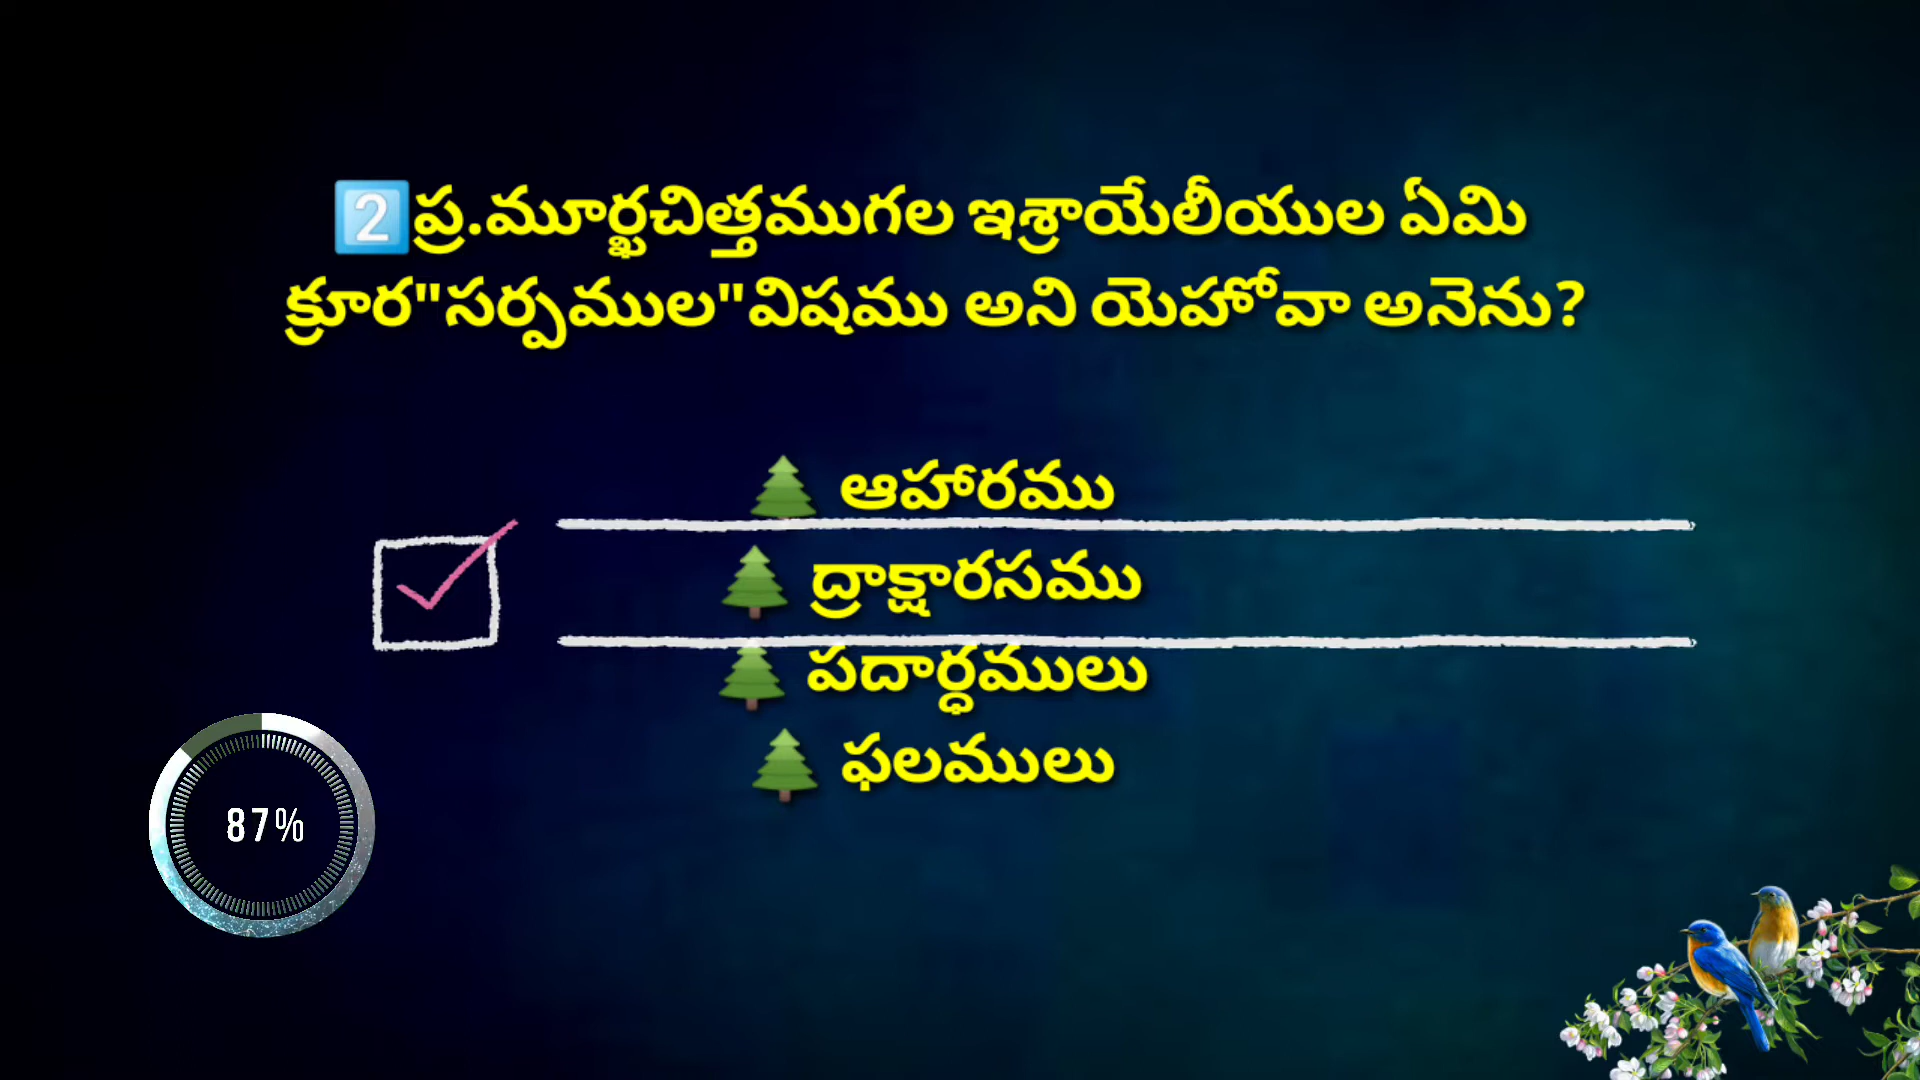 2️⃣ప్ర.మూర్ఖచిత్తముగల ఇశ్రాయేలీయుల ఏమి
క్రూర"సర్పముల"విషము అని యెహోవా అనెను?
🌲 ఆహారము
🌲 ద్రాక్షారసము
🌲 పదార్ధములు
🌲 ఫలములు
87%